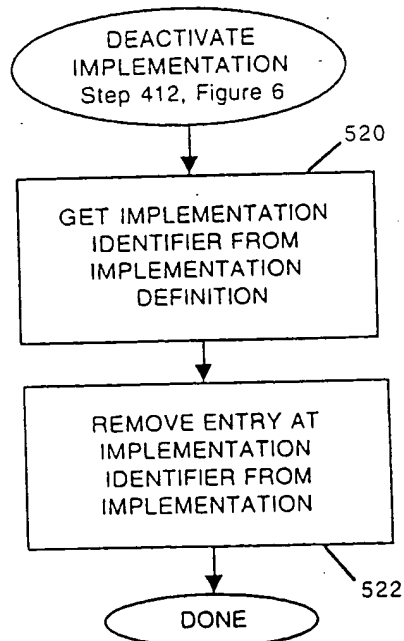 DEACTIVATE
IMPLEMENTATION
Step 412, Figure 6
520
GET IMPLEMENTATION
IDENTIFIER FROM
IMPLEMENTATION
DEFINITION
REMOVE ENTRY AT
IMPLEMENTATION
IDENTIFIER FROM
IMPLEMENTATION
522
DONE